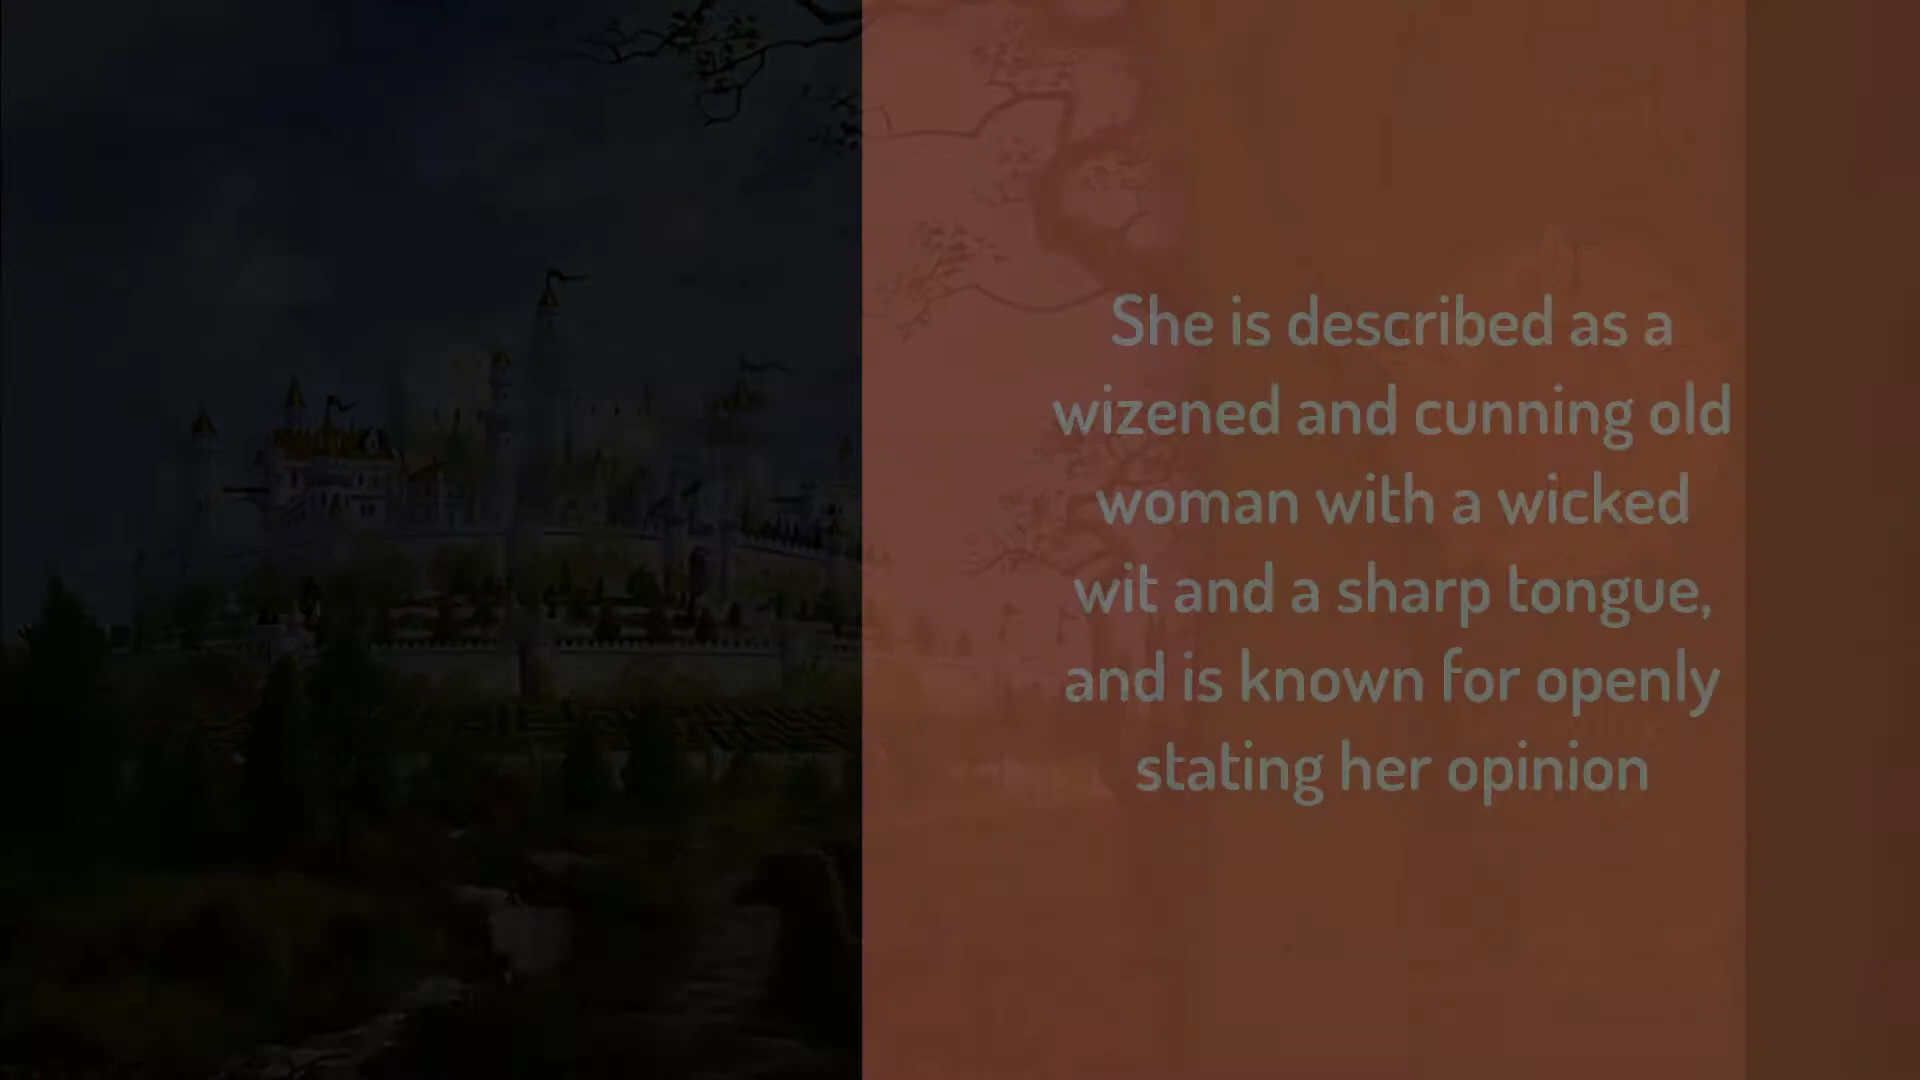 She is described as a
wizened and cunning old
woman with a wicked
wit and a sharp tongue,
and is known for openly
stating her opinion